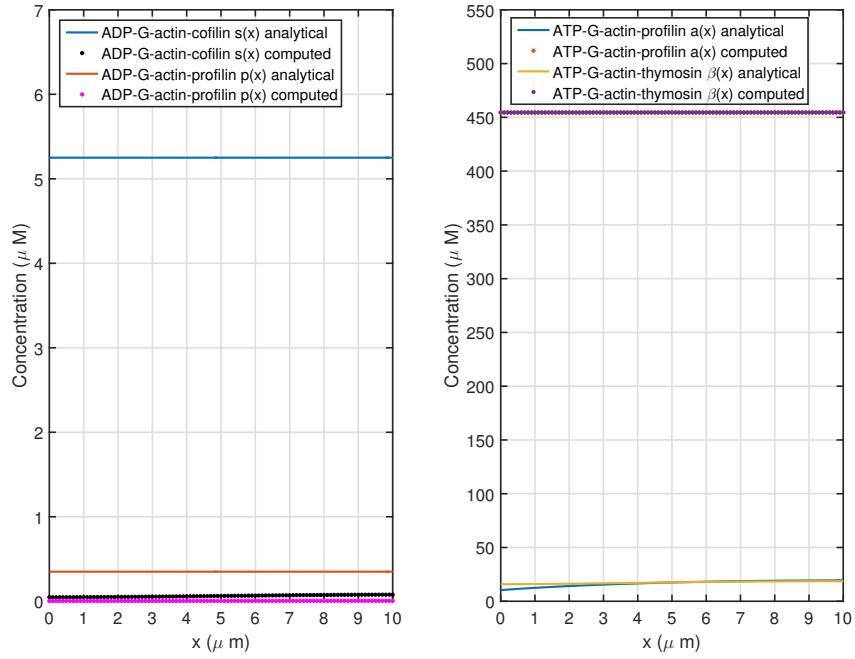 7
6
5
4
3
2
1
0
0 1 2 3 4 5 6 7 8 9 10
Concentration (μ M)
x (μ m)
ADP-G-actin-cofilin s(x) analytical
ADP-G-actin-cofilin s(x) computed
ADP-G-actin-profilin p(x) analytical
ADP-G-actin-profilin p(x) computed
550
500
450
400
350
300
250
200
150
100
50
0
0 1 2 3 4 5 6 7 8 9 10
Concentration (μ M)
x (μ m)
ATP-G-actin-profilin a(x) analytical
ATP-G-actin-profilin a(x) computed
ATP-G-actin-thymosin β(x) analytical
ATP-G-actin-thymosin β(x) computed